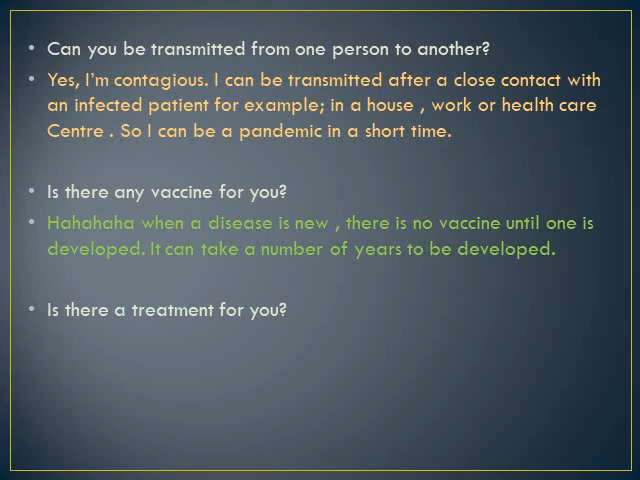 • Can you be transmitted from one person to another?
• Yes, I'm contagious. I can be transmitted after a close contact with
an infected patient for example; in a house , work or health care
Centre . So I can be a pandemic in a short time.
• Is there any vaccine for you?
• Hahahaha when a disease is new , there is no vaccine until one is
developed. It can take a number of years to be developed.
• Is there a treatment for you?